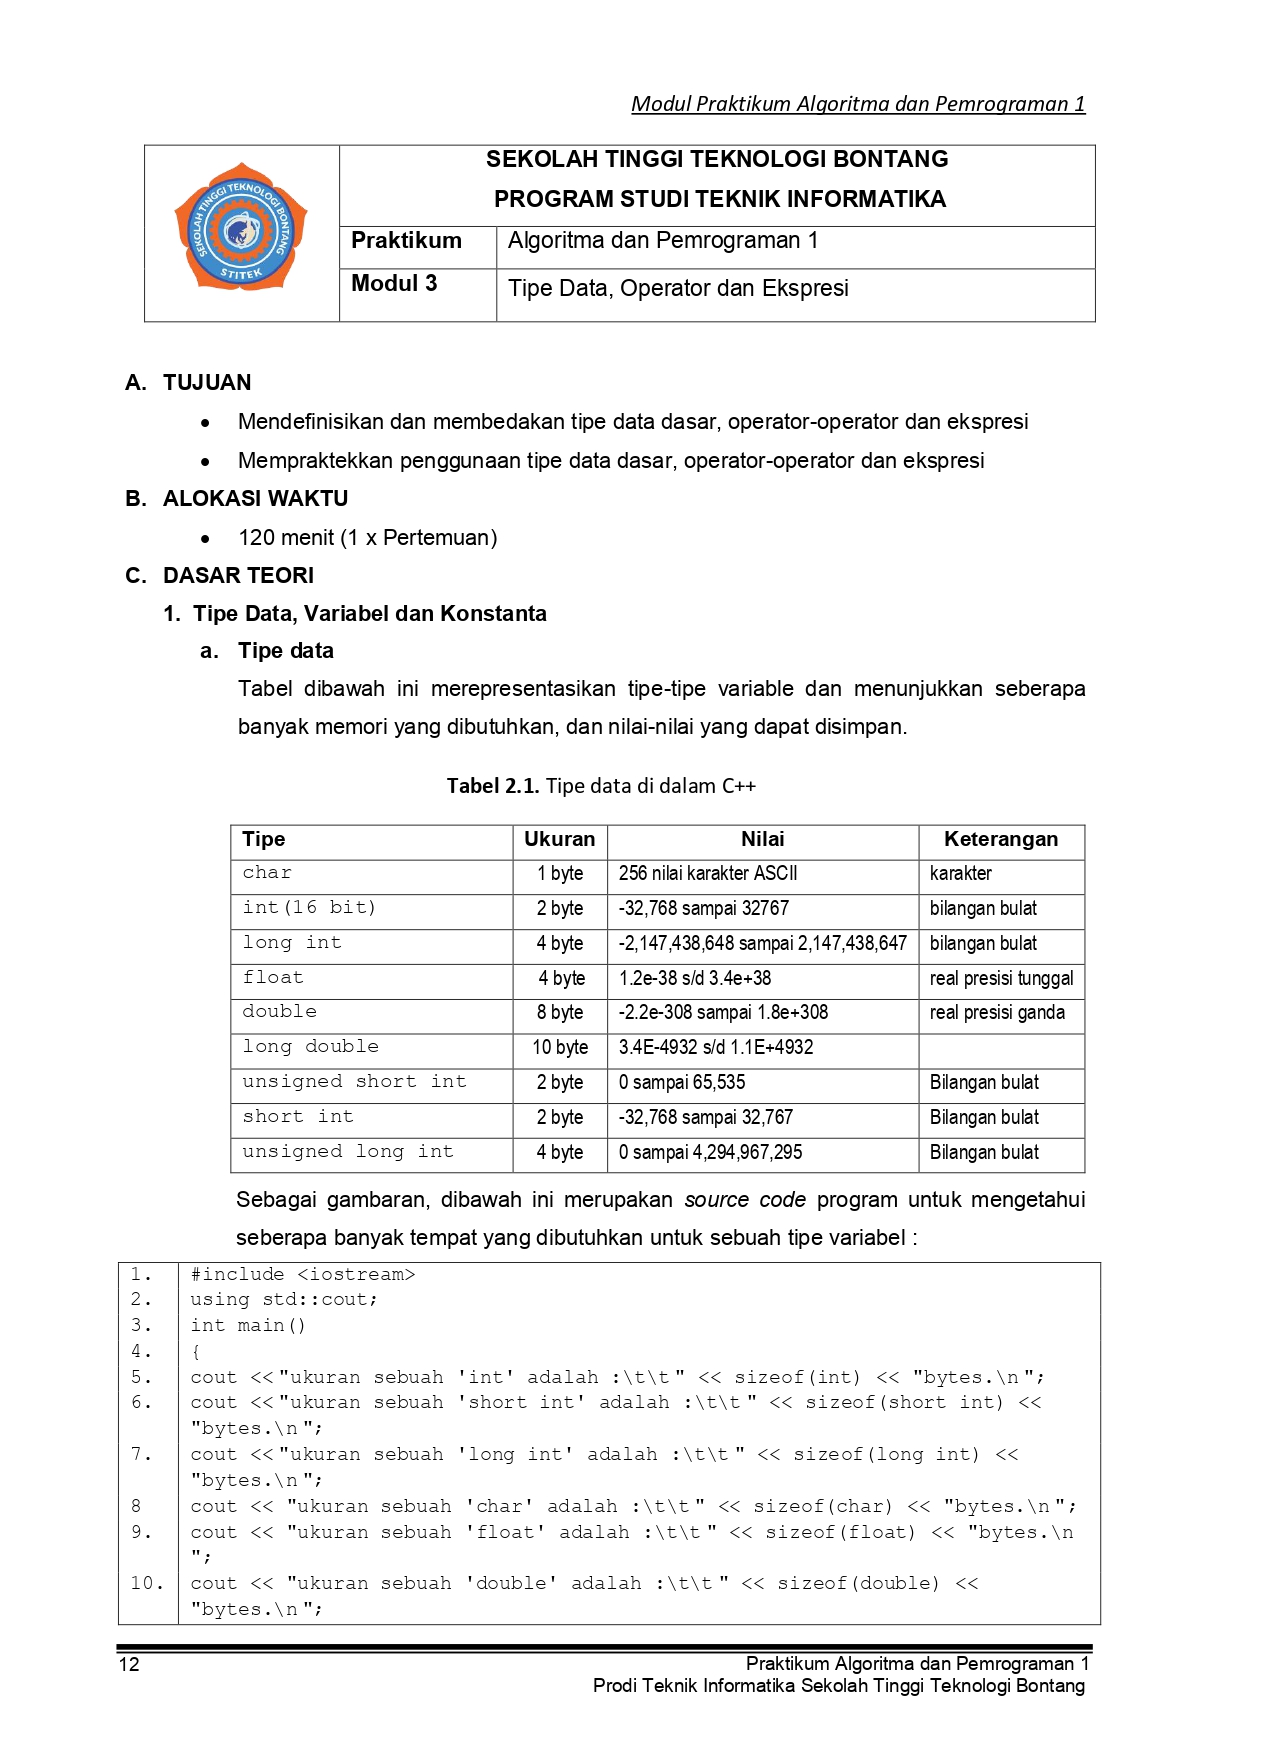 Modul Praktikum Algoritma dan Pemrograman 1
SEKOLAH TINGGI TEKNOLOGI BONTANG
STITEK
SEKOLAH TINGGI TEKNOLOGI BONTANG
PROGRAM STUDI TEKNIK INFORMATIKA
Praktikum Algoritma dan Pemrograman 1
Modul 3 Tipe Data, Operator dan Ekspresi
A. TUJUAN
• Mendefinisikan dan membedakan tipe data dasar, operator-operator dan ekspresi
• Mempraktekkan penggunaan tipe data dasar, operator-operator dan ekspresi
B. ALOKASI WAKTU
• 120 menit (1 x Pertemuan)
C. DASAR TEORI
1. Tipe Data, Variabel dan Konstanta
a. Tipe data
Tabel dibawah ini merepresentasikan tipe-tipe variable dan menunjukkan seberapa
banyak memori yang dibutuhkan, dan nilai-nilai yang dapat disimpan.
Tabel 2.1. Tipe data di dalam C++
Tipe Ukuran Nilai Keterangan
char 1 byte 256 nilai karakter ASCII karakter
int(16 bit) 2 byte -32,768 sampai 32767 bilangan bulat
long int 4 byte -2,147,438,648 sampai 2,147,438,647 bilangan bulat
float 4 byte 1.2e-38 s/d 3.4e+38 real presisi tunggal
double 8 byte -2.2e-308 sampai 1.8e+308 real presisi ganda
long double 10 byte 3.4E-4932 s/d 1.1E+4932
unsigned short int 2 byte 0 sampai 65,535 Bilangan bulat
short int 2 byte -32,768 sampai 32,767 Bilangan bulat
unsigned long int 4 byte 0 sampai 4,294,967,295 Bilangan bulat
Sebagai gambaran, dibawah ini merupakan source code program untuk mengetahui
seberapa banyak tempat yang dibutuhkan untuk sebuah tipe variabel :
1. #include <iostream>
2. using std::cout;
3. int main()
4. {
5. cout <<"ukuran sebuah 'int' adalah :\t\t" << sizeof(int) << "bytes.\n";
6. cout <<"ukuran sebuah 'short int' adalah :\t\t" << sizeof(short int) <<
"bytes.\n";
7. cout <<"ukuran sebuah 'long int' adalah :\t\t" << sizeof(long int) <<
"bytes.\n";
8 cout << "ukuran sebuah 'char' adalah :\t\t" << sizeof(char) << "bytes.\n";
9. cout << "ukuran sebuah 'float' adalah :\t\t" << sizeof(float) << "bytes.\n
";
10. cout << "ukuran sebuah 'double' adalah :\t\t" << sizeof(double) <<
"bytes.\n";
12 Praktikum Algoritma dan Pemrograman 1
Prodi Teknik Informatika Sekolah Tinggi Teknologi Bontang